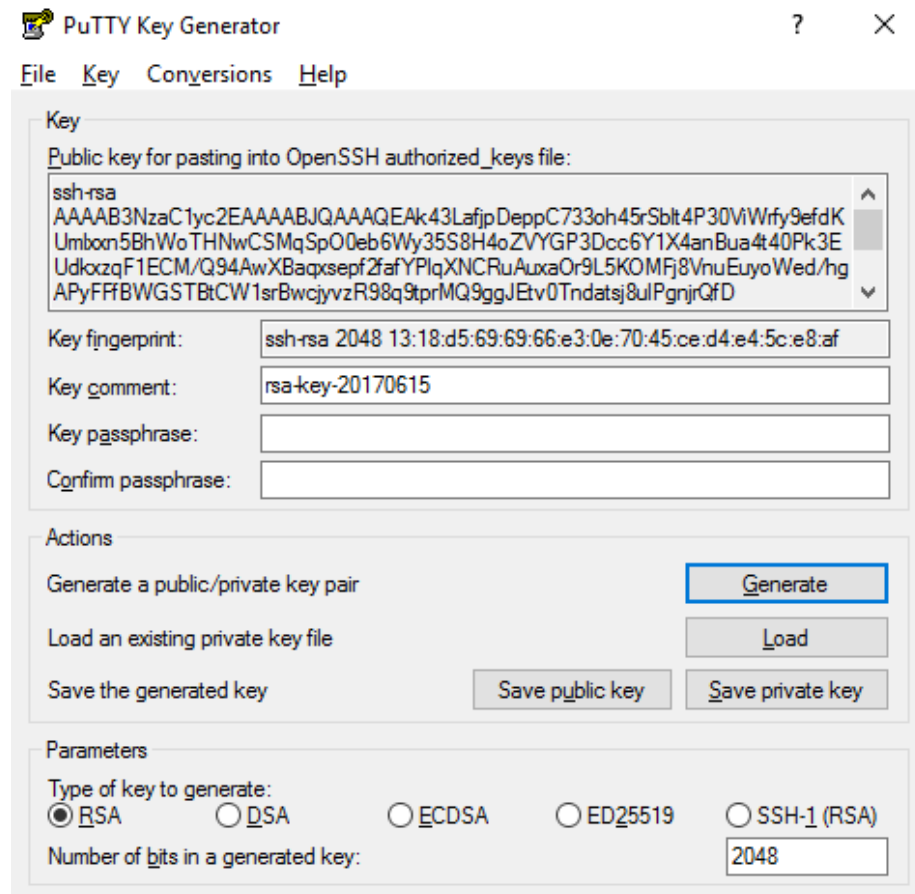 PuTTY Key Generator ?
File Key Conversions Help
Key
Public key for pasting into OpenSSH authorized_keys file:
ssh-rsa
AAAAB3NzaC1yc2EAAAABJQAAAQEAk43LafjpDeppC733oh45rSblt4P30ViWrfy9efdK
Umlxxn5BhWoTHNwCSMqSpO0eb6Wy35S8H4oZVYGP3Dcc6Y1X4anBua4t40Pk3E
UdkxzqF1ECM/Q94AwXBaqxsepf2fafYPlqXNCRuAuxaOr9L5KOMFj8VnuEuyoWed/hg
APyFFfBWGSTBtCW1srBwcjyvzR98q9tprMQ9ggJEtv0Tndatsj8ulPgnjrQfD
Key fingerprint: ssh-rsa 2048 13:18:d5:69:69:66:e3:0e:70:45:ce:d4:e4:5c:e8:af
Key comment: rsa-key-20170615
Key passphrase:
Confirm passphrase:
Actions
Generate a public/private key pair Generate
Load an existing private key file Load
Save the generated key Save public key Save private key
Parameters
Type of key to generate:
RSA DSA ECDSA ED25519 SSH-1 (RSA)
Number of bits in a generated key: 2048